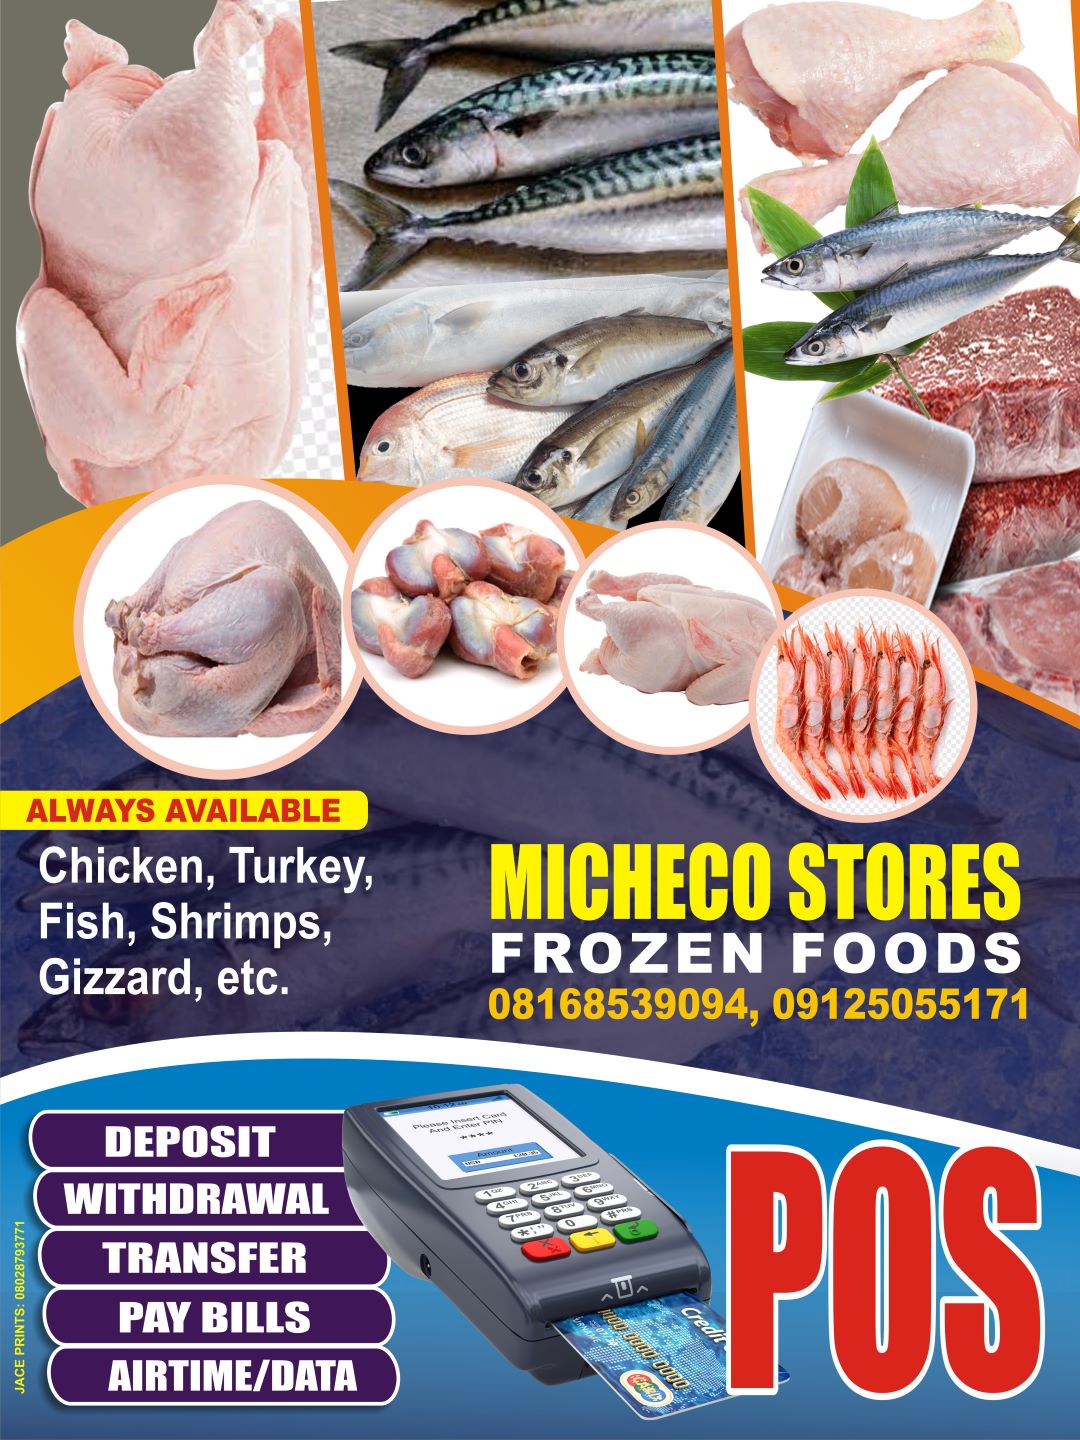 ALWAYS AVAILABLE
Chicken, Turkey,
Fish, Shrimps,
Gizzard, etc.
MICHECO STORES
FROZEN FOODS
08168539094, 09125055171
DEPOSIT
WITHDRAWAL
TRANSFER
PAY BILLS
AIRTIME/DATA
Please Insert Card
And Enter PIN
****
Amount
Credit
POS
JACE PRINTS: 08028793771